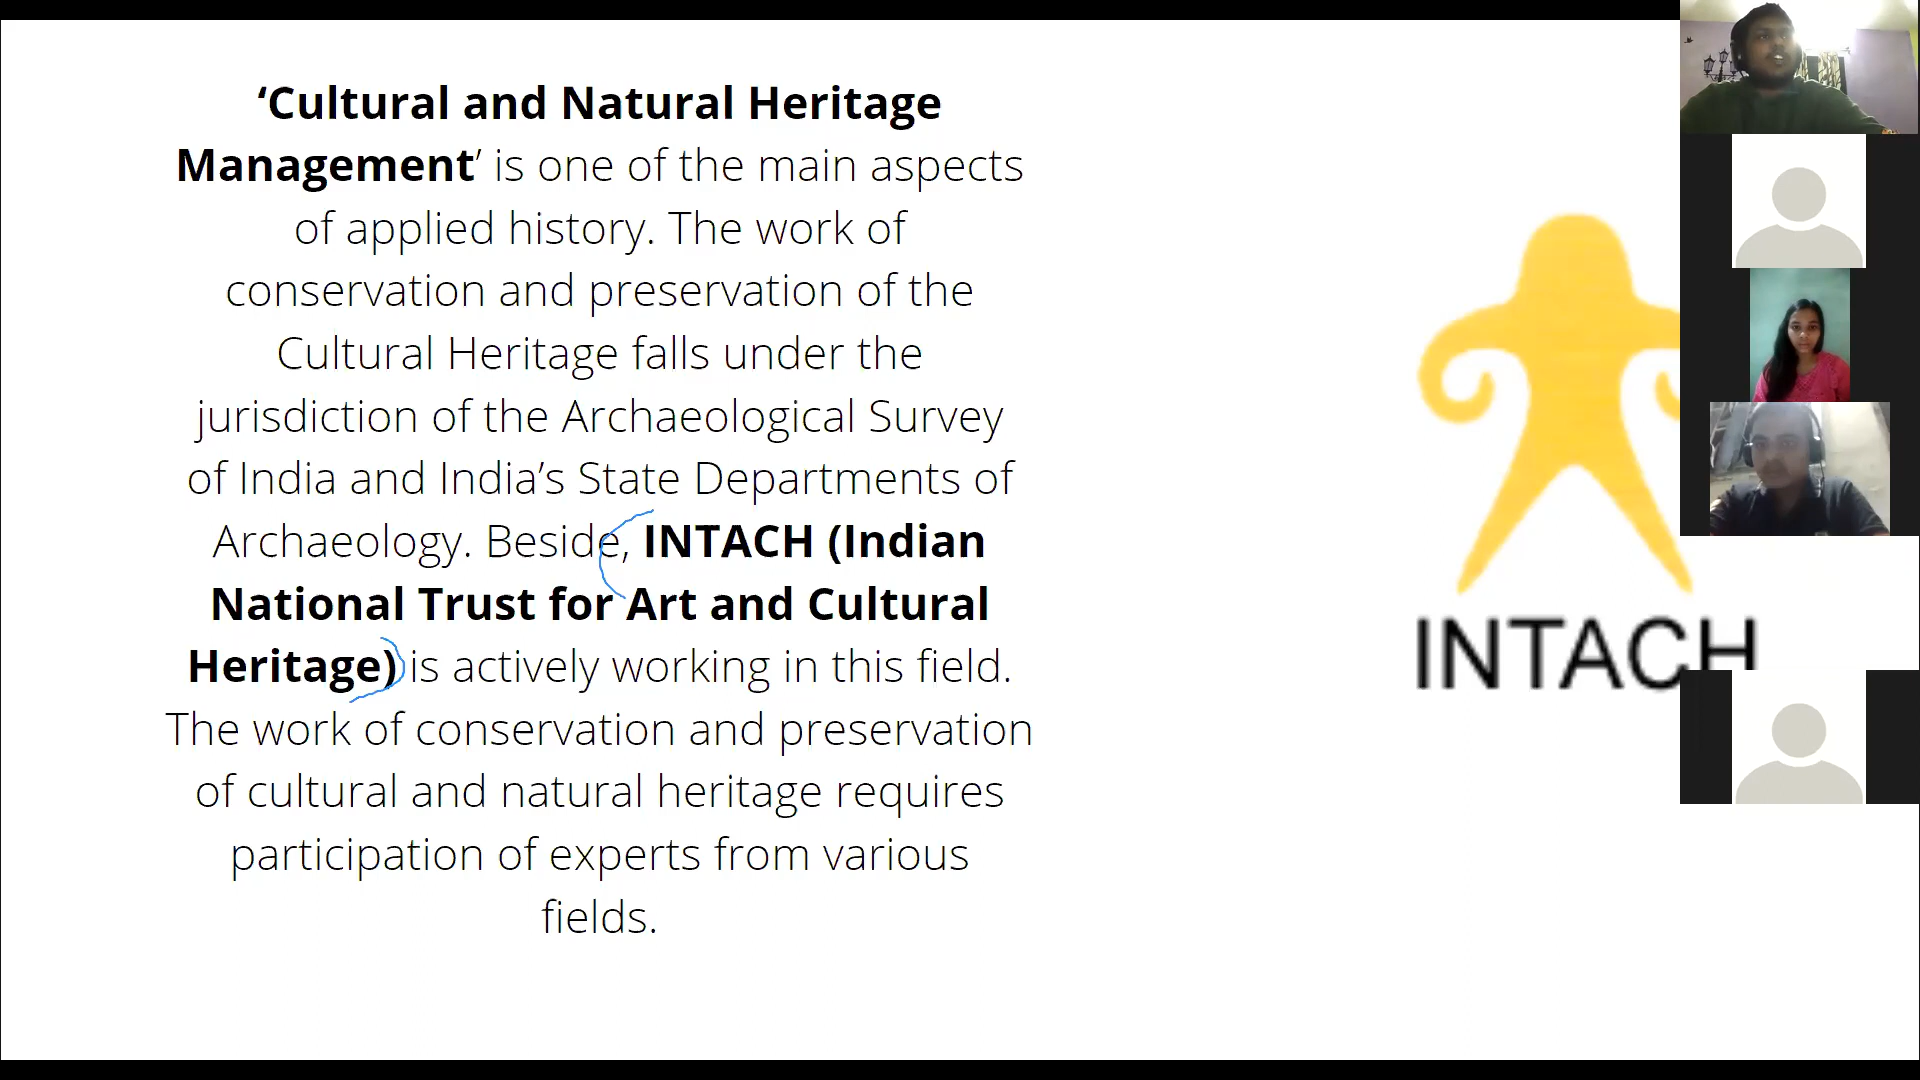 ‘Cultural and Natural Heritage
Management’ is one of the main aspects
of applied history. The work of
conservation and preservation of the
Cultural Heritage falls under the
jurisdiction of the Archaeological Survey
of India and India’s State Departments of
Archaeology. Beside, INTACH (Indian
National Trust for Art and Cultural
Heritage) is actively working in this field.
The work of conservation and preservation
of cultural and natural heritage requires
participation of experts from various
fields.
INTACH